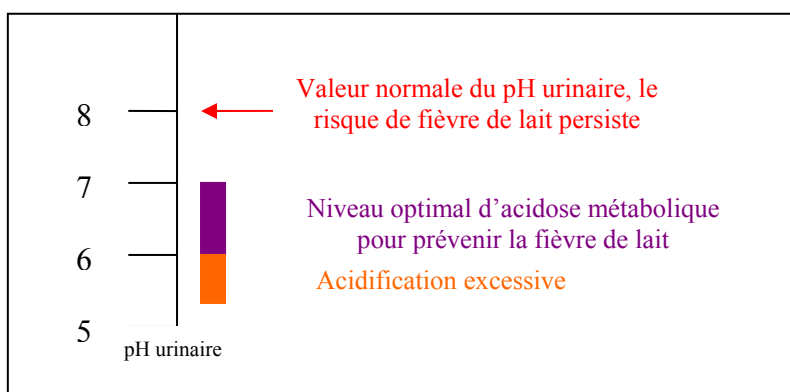 8
Valeur normale du pH urinaire, le
risque de fièvre de lait persiste
7
Niveau optimal d’acidose métabolique
pour prévenir la fièvre de lait
6
Acidification excessive
5
pH urinaire